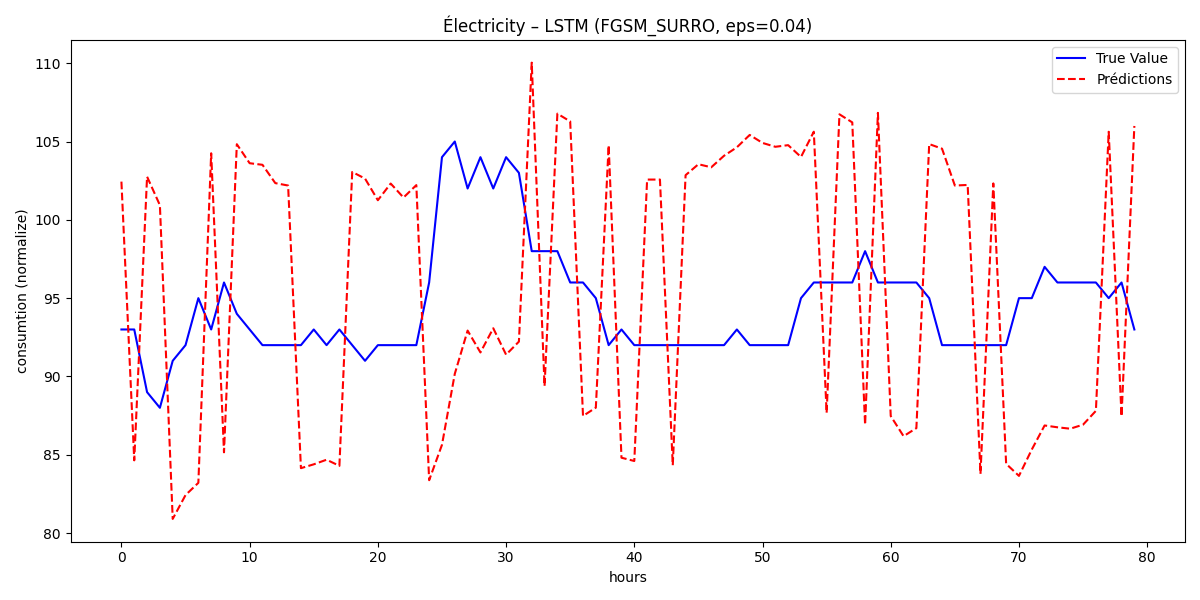 Électricity – LSTM (FGSM_SURRO, eps=0.04)
True Value
Prédictions
consumtion (normalize)
110
105
100
95
90
85
80
0 10 20 30 40 50 60 70 80
hours